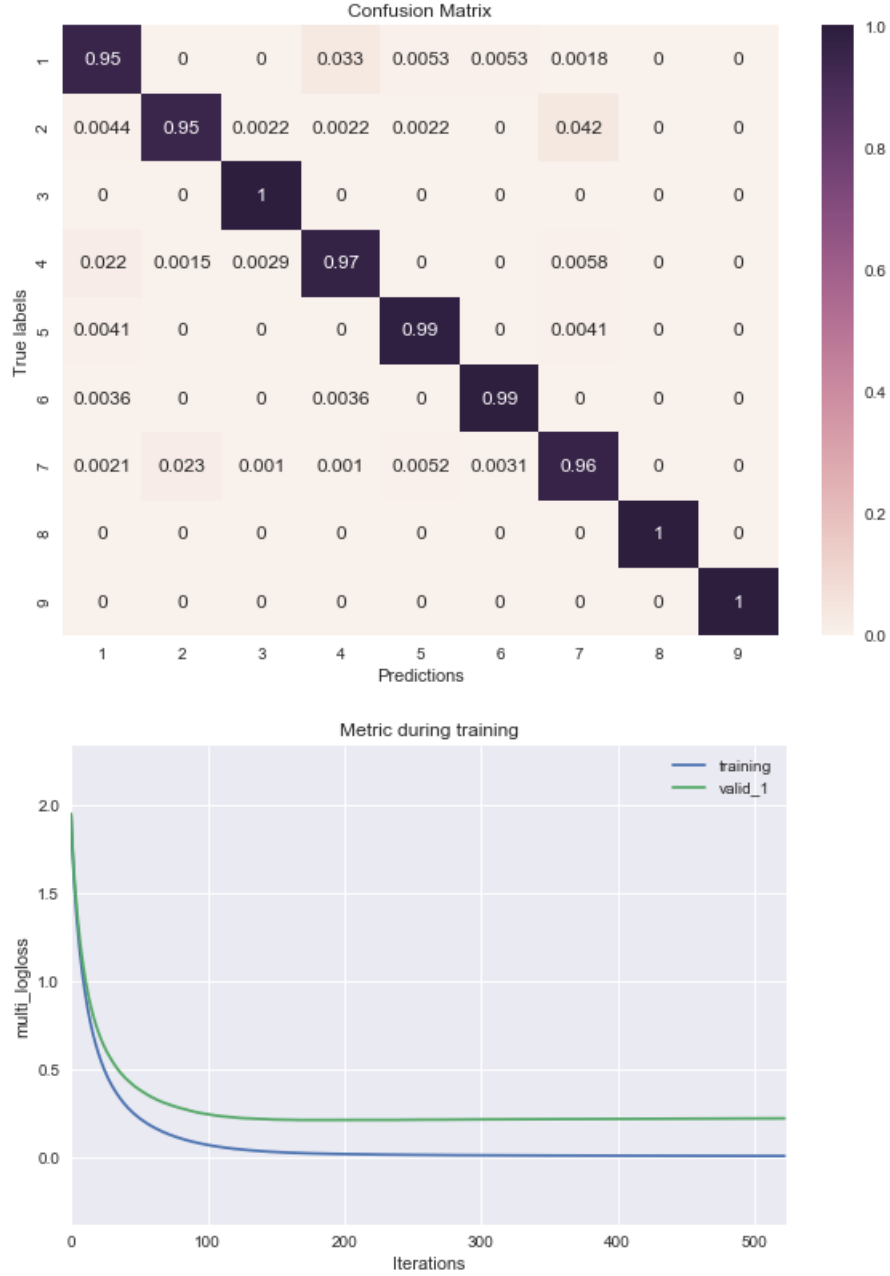 Confusion Matrix
1 0.95 0 0 0.033 0.0053 0.0053 0.0018 0 0
2 0.0044 0.95 0.0022 0.0022 0.0022 0 0.042 0 0
3 0 0 1 0 0 0 0 0 0
4 0.022 0.0015 0.0029 0.97 0 0 0.0058 0 0
5 0.0041 0 0 0 0.99 0 0.0041 0 0
6 0.0036 0 0 0.0036 0 0.99 0 0 0
7 0.0021 0.023 0.001 0.001 0.0052 0.0031 0.96 0 0
8 0 0 0 0 0 0 0 1 0
9 0 0 0 0 0 0 0 0 1
True labels
1 2 3 4 5 6 7 8 9
Predictions
1.0
0.8
0.6
0.4
0.2
0.0
Metric during training
training
valid_1
2.0
1.5
1.0
0.5
0.0
multi_logloss
0 100 200 300 400 500
Iterations